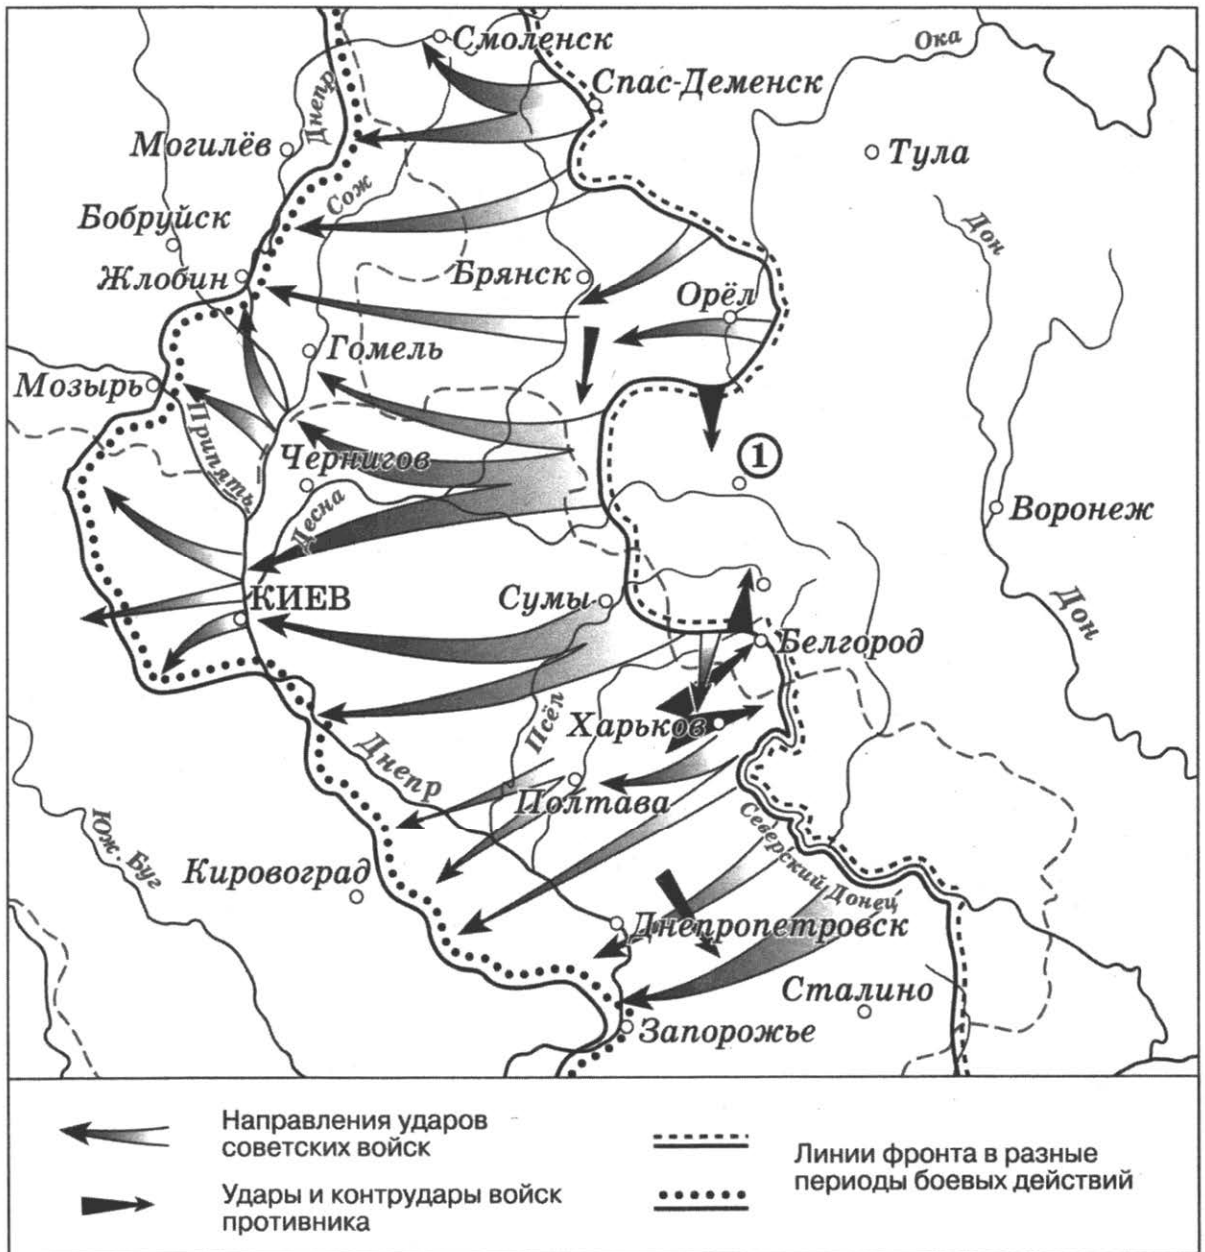 Смоленск
Ока
Спас-Деменск
Днепр
Могилёв
Тула
Сож
Бобруйск
Дон
Жлобин
Брянск
Орёл
Гомель
Мозырь
Припять
Чернигов
1
Десна
Воронеж
КИЕВ
Сумы
Дон
Белгород
Псёл
Харьков
Днепр
Полтава
Северский Донец
Юж. Буг
Кировоград
Днепропетровск
Сталино
Запорожье
Направления ударов
советских войск
Удары и контрудары войск
противника
Линии фронта в разные
периоды боевых действий